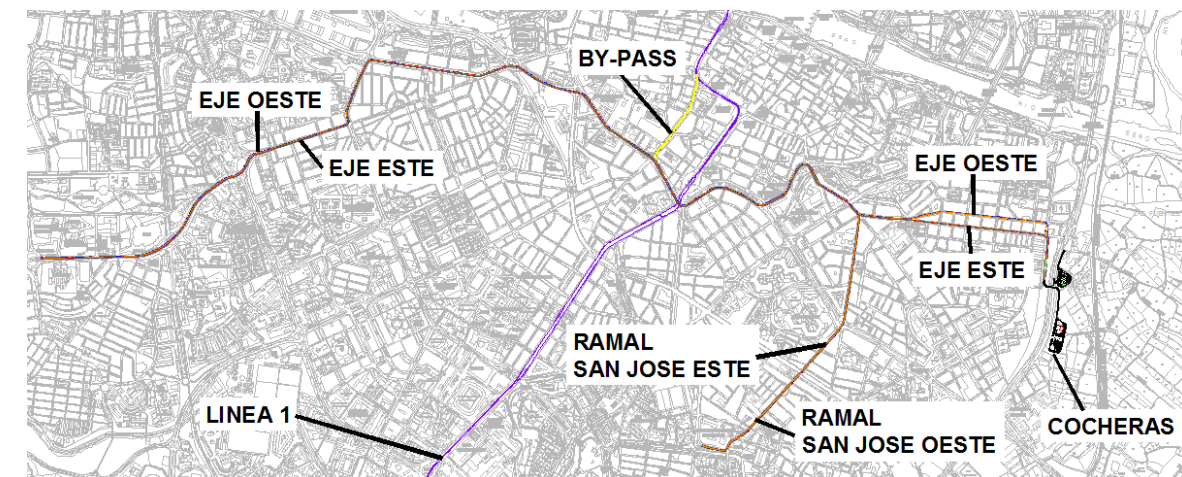 BY-PASS
EJE OESTE
EJE ESTE
EJE OESTE
EJE ESTE
RAMAL
SAN JOSE ESTE
LINEA 1
RAMAL
SAN JOSE OESTE
COCHERAS